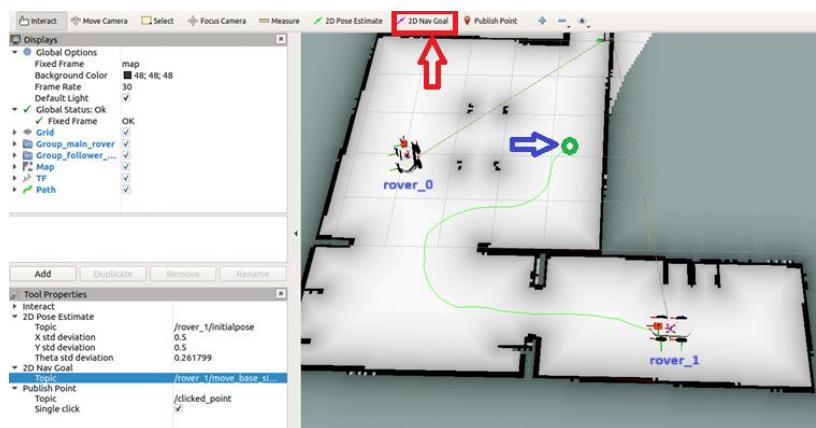 Interact Move Camera Select Focus Camera Measure 2D Pose Estimate 2D Nav Goal Publish Point
Displays
Global Options
Fixed Frame map
Background Color 48; 48; 48
Frame Rate 30
Default Light
Global Status: Ok
Fixed Frame OK
Grid
Group_main_rover
Group_follower_...
Map
TF
Path
Add Duplicate Remove Rename
Tool Properties
Interact
2D Pose Estimate
Topic /rover_1/initialpose
X std deviation 0.5
Y std deviation 0.5
Theta std deviation 0.261799
2D Nav Goal
Topic /rover_1/move_base_si...
Publish Point
Topic /clicked_point
Single click
rover_0
rover_1